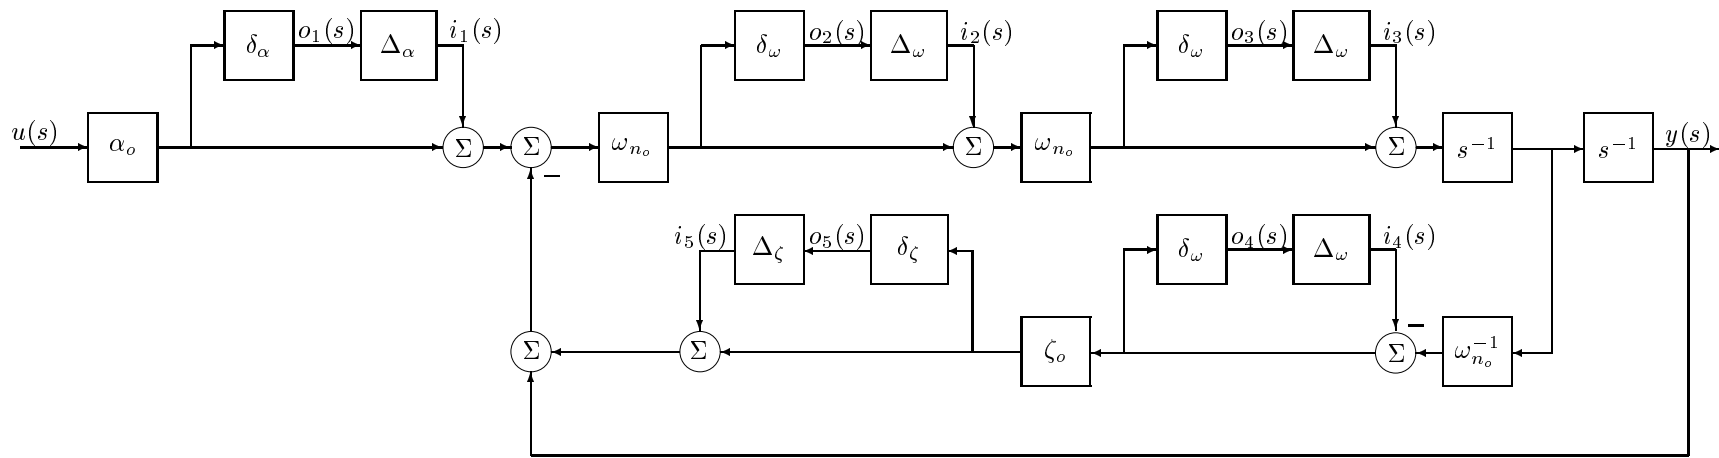 δ_α o₁(s) Δ_α i₁(s) δ_ω o₂(s) Δ_ω i₂(s) δ_ω o₃(s) Δ_ω i₃(s)
u(s) α_o Σ Σ ω_{n_o} Σ ω_{n_o} Σ s⁻¹ s⁻¹ y(s)
−
i₅(s) Δ_ζ o₅(s) δ_ζ δ_ω o₄(s) Δ_ω i₄(s)
−
Σ Σ ζ_o Σ ω_{n_o}^{-1}